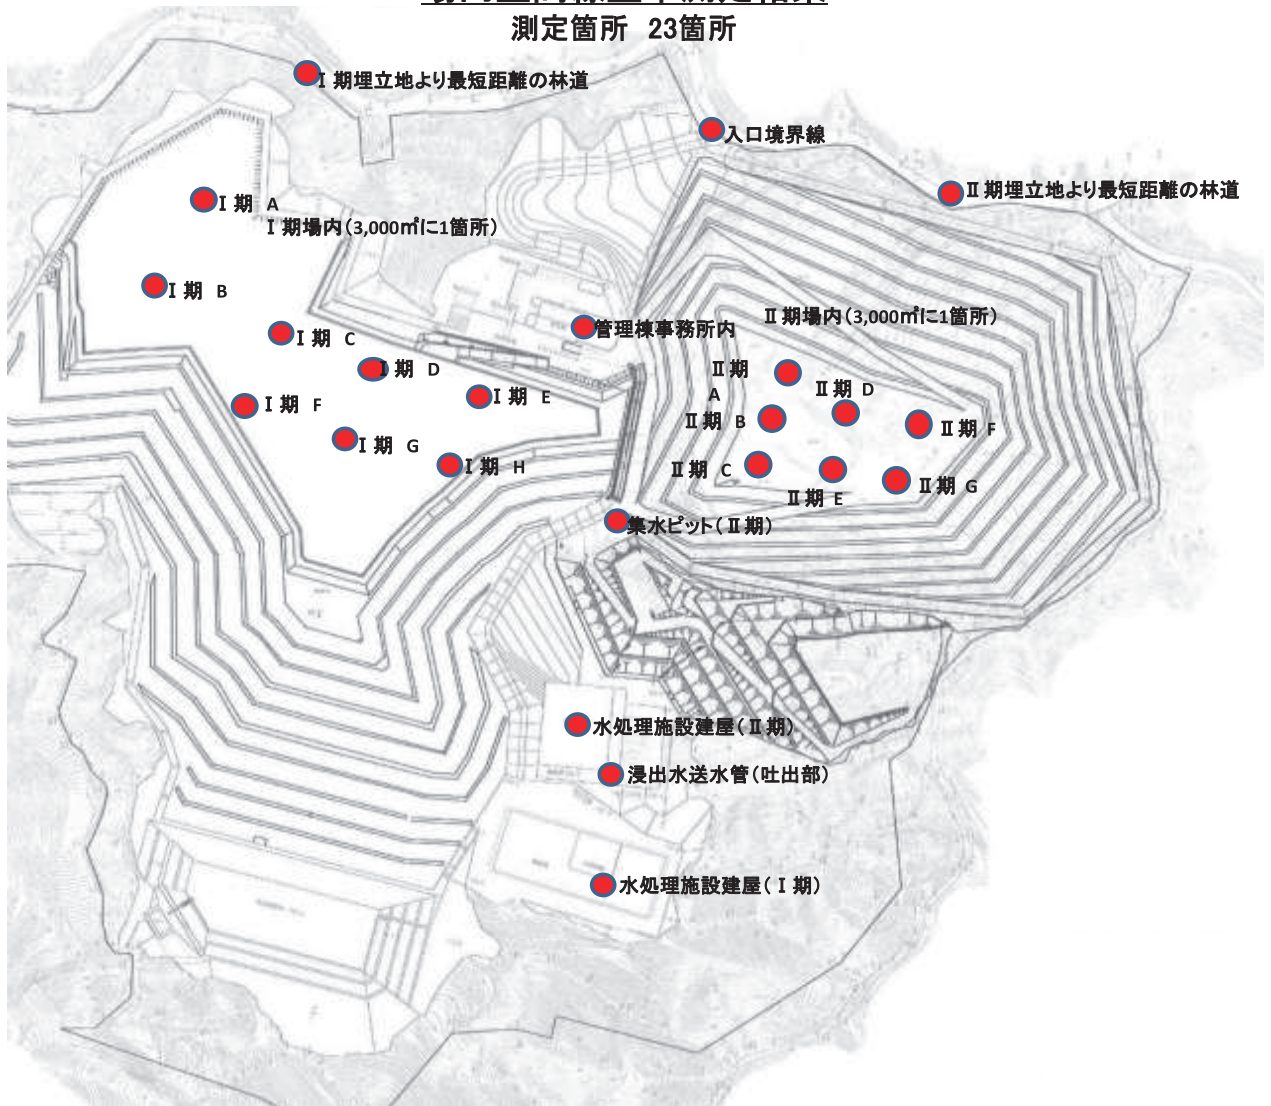 測定箇所 23箇所
Ⅰ期埋立地より最短距離の林道
入口境界線
Ⅱ期埋立地より最短距離の林道
Ⅰ期 A
Ⅰ期場内(3,000㎡に1箇所)
Ⅰ期 B
Ⅰ期 C
Ⅰ期 D
Ⅰ期 E
Ⅰ期 F
Ⅰ期 G
Ⅰ期 H
管理棟事務所内
Ⅱ期場内(3,000㎡に1箇所)
Ⅱ期
A
Ⅱ期 D
Ⅱ期 B
Ⅱ期 F
Ⅱ期 C
Ⅱ期 E
Ⅱ期 G
集水ピット(Ⅱ期)
水処理施設建屋(Ⅱ期)
浸出水送水管(吐出部)
水処理施設建屋(Ⅰ期)